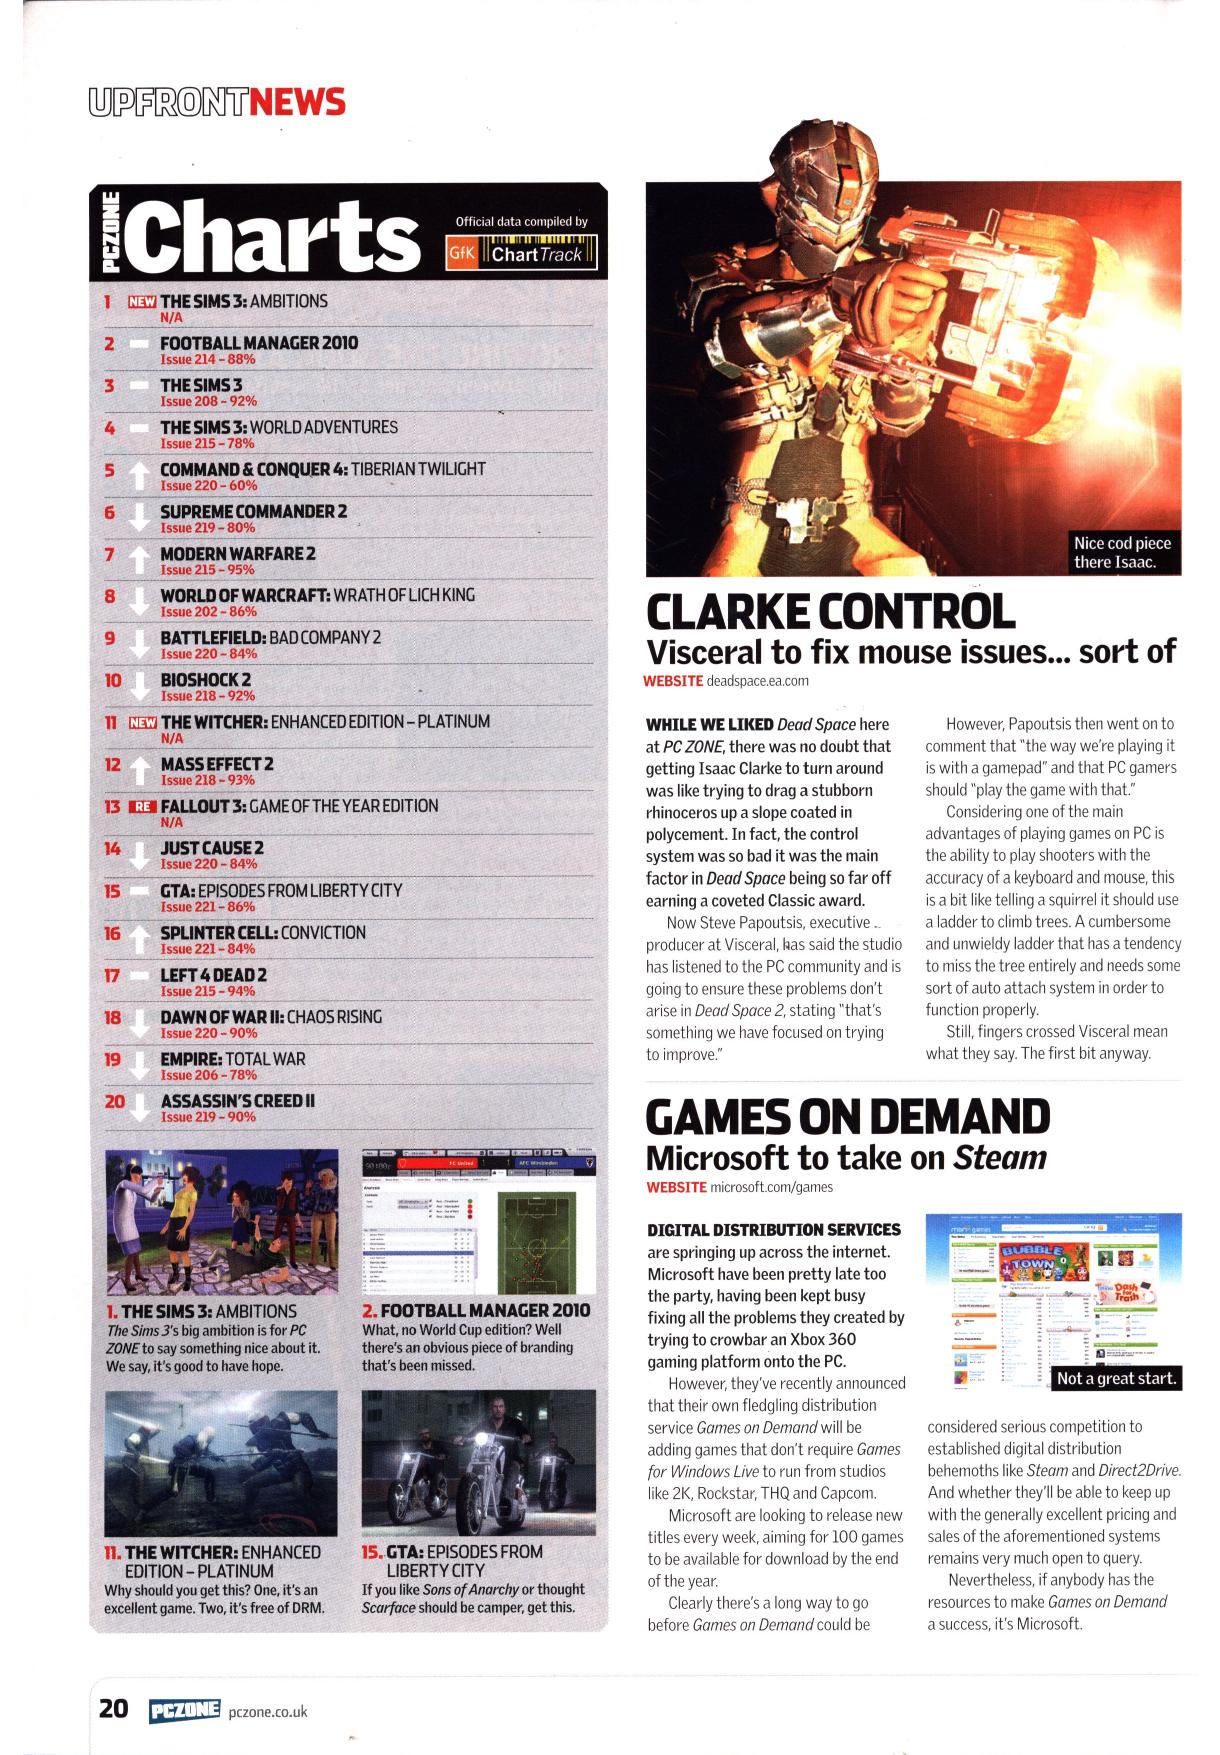 UPFRONTNEWS
PCZONE
Charts
Official data compiled by
GfK ChartTrack
1 NEW THE SIMS 3: AMBITIONS
N/A
2 FOOTBALL MANAGER 2010
Issue 214 – 88%
3 THE SIMS 3
Issue 208 – 92%
4 THE SIMS 3: WORLD ADVENTURES
Issue 215 – 78%
5 COMMAND & CONQUER 4: TIBERIAN TWILIGHT
Issue 220 – 60%
6 SUPREME COMMANDER 2
Issue 219 – 80%
7 MODERN WARFARE 2
Issue 215 – 95%
8 WORLD OF WARCRAFT: WRATH OF LICH KING
Issue 202 – 86%
9 BATTLEFIELD: BAD COMPANY 2
Issue 220 – 84%
10 BIOSHOCK 2
Issue 218 – 92%
11 NEW THE WITCHER: ENHANCED EDITION – PLATINUM
N/A
12 MASS EFFECT 2
Issue 218 – 93%
13 RE FALLOUT 3: GAME OF THE YEAR EDITION
N/A
14 JUST CAUSE 2
Issue 220 – 84%
15 GTA: EPISODES FROM LIBERTY CITY
Issue 221 – 86%
16 SPLINTER CELL: CONVICTION
Issue 221 – 84%
17 LEFT 4 DEAD 2
Issue 215 – 94%
18 DAWN OF WAR II: CHAOS RISING
Issue 220 – 90%
19 EMPIRE: TOTAL WAR
Issue 206 – 78%
20 ASSASSIN'S CREED II
Issue 219 – 90%
FC United
AFC Wimbledon
1. THE SIMS 3: AMBITIONS
The Sims 3's big ambition is for PC
ZONE to say something nice about it.
We say, it's good to have hope.
2. FOOTBALL MANAGER 2010
What, no World Cup edition? Well
there's an obvious piece of branding
that's been missed.
11. THE WITCHER: ENHANCED
EDITION – PLATINUM
Why should you get this? One, it's an
excellent game. Two, it's free of DRM.
15. GTA: EPISODES FROM
LIBERTY CITY
If you like Sons of Anarchy or thought
Scarface should be camper, get this.
Nice cod piece
there Isaac.
CLARKE CONTROL
Visceral to fix mouse issues... sort of
WEBSITE deadspace.ea.com
WHILE WE LIKED Dead Space here
at PC ZONE, there was no doubt that
getting Isaac Clarke to turn around
was like trying to drag a stubborn
rhinoceros up a slope coated in
polycement. In fact, the control
system was so bad it was the main
factor in Dead Space being so far off
earning a coveted Classic award.
Now Steve Papoutsis, executive
producer at Visceral, has said the studio
has listened to the PC community and is
going to ensure these problems don't
arise in Dead Space 2, stating "that's
something we have focused on trying
to improve."
However, Papoutsis then went on to
comment that "the way we're playing it
is with a gamepad" and that PC gamers
should "play the game with that."
Considering one of the main
advantages of playing games on PC is
the ability to play shooters with the
accuracy of a keyboard and mouse, this
is a bit like telling a squirrel it should use
a ladder to climb trees. A cumbersome
and unwieldy ladder that has a tendency
to miss the tree entirely and needs some
sort of auto attach system in order to
function properly.
Still, fingers crossed Visceral mean
what they say. The first bit anyway.
GAMES ON DEMAND
Microsoft to take on Steam
WEBSITE microsoft.com/games
DIGITAL DISTRIBUTION SERVICES
are springing up across the internet.
Microsoft have been pretty late too
the party, having been kept busy
fixing all the problems they created by
trying to crowbar an Xbox 360
gaming platform onto the PC.
However, they've recently announced
that their own fledgling distribution
service Games on Demand will be
adding games that don't require Games
for Windows Live to run from studios
like 2K, Rockstar, THQ and Capcom.
Microsoft are looking to release new
titles every week, aiming for 100 games
to be available for download by the end
of the year.
Clearly there's a long way to go
before Games on Demand could be
msn games
BUBBLE
TOWN
Dash
for
Trash
Not a great start.
considered serious competition to
established digital distribution
behemoths like Steam and Direct2Drive.
And whether they'll be able to keep up
with the generally excellent pricing and
sales of the aforementioned systems
remains very much open to query.
Nevertheless, if anybody has the
resources to make Games on Demand
a success, it's Microsoft.
20 PCZONE pczone.co.uk